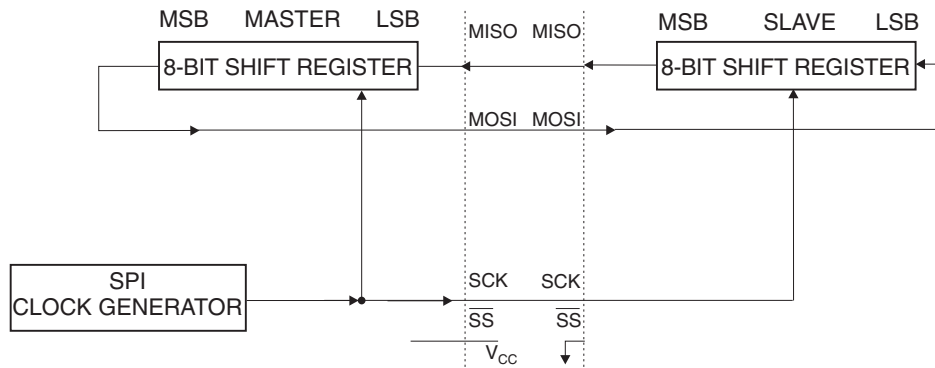 MSB MASTER LSB
MISO MISO
MSB SLAVE LSB
8-BIT SHIFT REGISTER
8-BIT SHIFT REGISTER
MOSI MOSI
SPI
CLOCK GENERATOR
SCK SCK
SS SS
VCC